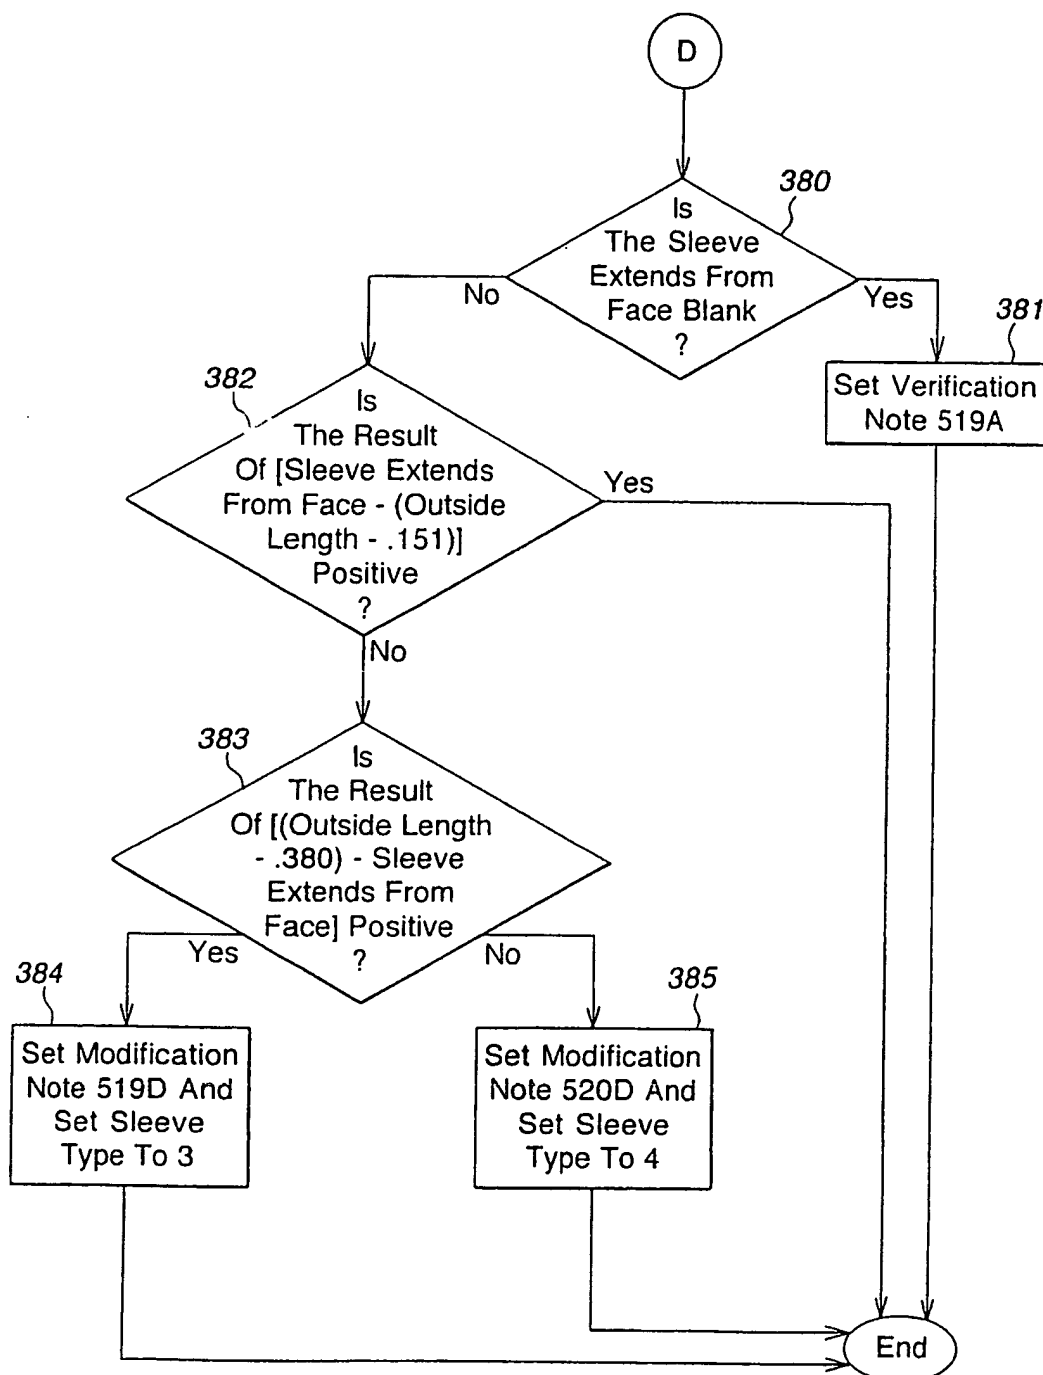 D
380
Is
The Sleeve
Extends From
Face Blank
?
No
Yes
381
Set Verification
Note 519A
382
Is
The Result
Of [Sleeve Extends
From Face - (Outside
Length - .151)]
Positive
?
Yes
No
383
Is
The Result
Of [(Outside Length
- .380) - Sleeve
Extends From
Face] Positive
?
Yes
No
384
Set Modification
Note 519D And
Set Sleeve
Type To 3
385
Set Modification
Note 520D And
Set Sleeve
Type To 4
End